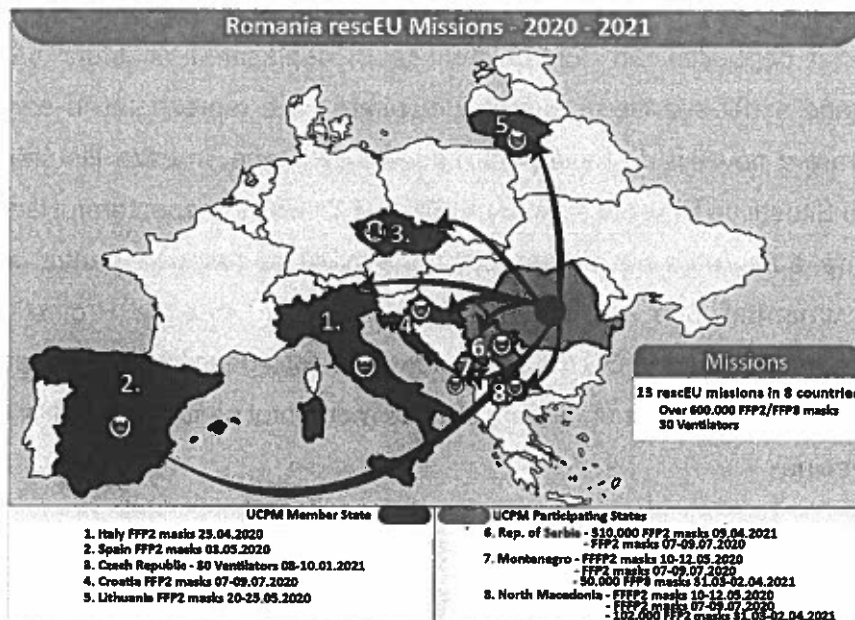 Romania rescEU Missions - 2020 - 2021
5.
3.
1.
4.
2.
6.
7.
8
Missions
13 rescEU missions in 8 countries
Over 600.000 FFP2/FFP3 masks
30 Ventilators
UCPM Member State
1. Italy FFP2 masks 25.04.2020
2. Spain FFP2 masks 03.05.2020
3. Czech Republic - 30 Ventilators 08-10.01.2021
4. Croatia FFP2 masks 07-09.07.2020
5. Lithuania FFP2 masks 20-25.05.2020
UCPM Participating States
6. Rep. of Serbia - 510,000 FFP2 masks 09.04.2021
- FFP2 masks 07-09.07.2020
7. Montenegro - FFFP2 masks 10-12.05.2020
- FFP2 masks 07-09.07.2020
- 50.000 FFP3 masks 31.03-02.04.2021
8. North Macedonia - FFFP2 masks 10-12.05.2020
- FFFP2 masks 07-09.07.2020
- 102.000 FFP2 masks 31.03-02.04.2021